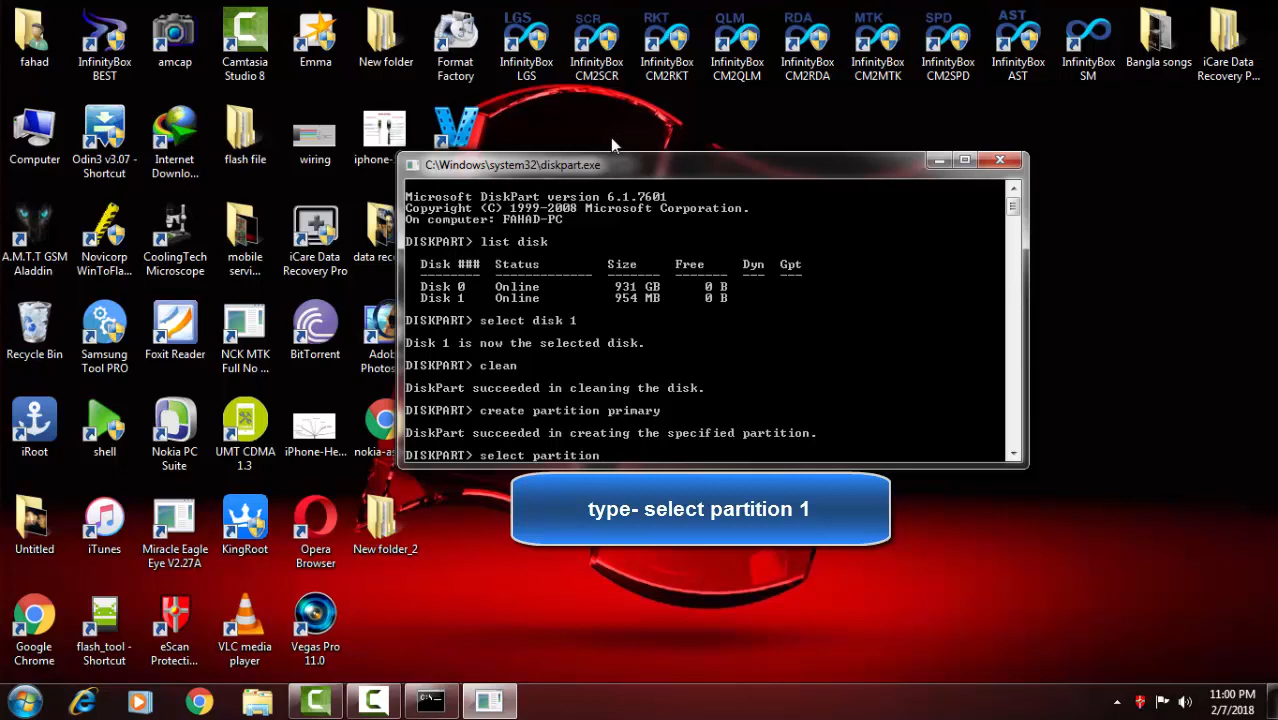 fahad
InfinityBox
BEST
amcap
Camtasia
Studio 8
Emma
New folder
Format
Factory
LGS
InfinityBox
LGS
SCR
InfinityBox
CM2SCR
RKT
InfinityBox
CM2RKT
QLM
InfinityBox
CM2QLM
RDA
InfinityBox
CM2RDA
MTK
InfinityBox
CM2MTK
SPD
InfinityBox
CM2SPD
AST
InfinityBox
AST
InfinityBox
SM
Bangla songs
iCare Data
Recovery P...
Computer
Odin3 v3.07 -
Shortcut
Internet
Downlo...
flash file
wiring
C:\Windows\system32\diskpart.exe
Microsoft DiskPart version 6.1.7601
Copyright (C) 1999-2008 Microsoft Corporation.
On computer: FAHAD-PC
DISKPART> list disk
Disk ### Status Size Free Dyn Gpt
-------- ------------- ------- ------- --- ---
Disk 0 Online 931 GB 0 B
Disk 1 Online 954 MB 0 B
DISKPART> select disk 1
Disk 1 is now the selected disk.
DISKPART> clean
DiskPart succeeded in cleaning the disk.
DISKPART> create partition primary
DiskPart succeeded in creating the specified partition.
DISKPART> select partition
type- select partition 1
A.M.T.T GSM
Aladdin
Novicorp
WinToFla...
CoolingTech
Microscope
mobile
servi...
iCare Data
Recovery Pro
Recycle Bin
Samsung
Tool PRO
Foxit Reader
NCK MTK
Full No ...
BitTorrent
iRoot
shell
Nokia PC
Suite
UMT CDMA
1.3
iPhone-He...
Untitled
iTunes
Miracle Eagle
Eye V2.27A
KingRoot
Opera
Browser
New folder_2
Google
Chrome
flash_tool -
Shortcut
eScan
Protecti...
VLC media
player
Vegas Pro
11.0
C:\.
11:00 PM
2/7/2018